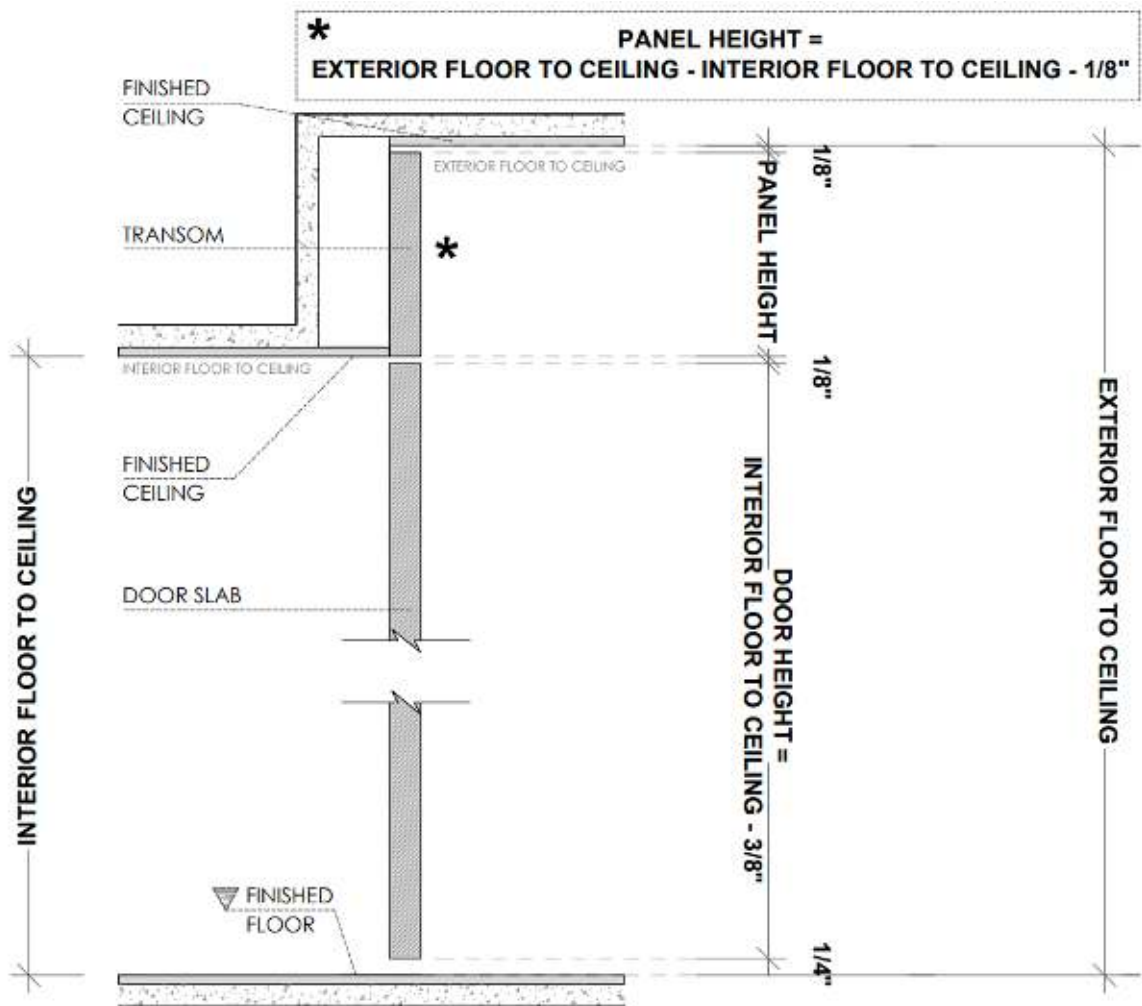 *
PANEL HEIGHT =
EXTERIOR FLOOR TO CEILING - INTERIOR FLOOR TO CEILING - 1/8"
FINISHED
CEILING
EXTERIOR FLOOR TO CEILING
1/8"
PANEL HEIGHT
TRANSOM
*
INTERIOR FLOOR TO CEILING
1/8"
FINISHED
CEILING
DOOR SLAB
INTERIOR FLOOR TO CEILING
DOOR HEIGHT =
INTERIOR FLOOR TO CEILING - 3/8"
EXTERIOR FLOOR TO CEILING
FINISHED
FLOOR
1/4"